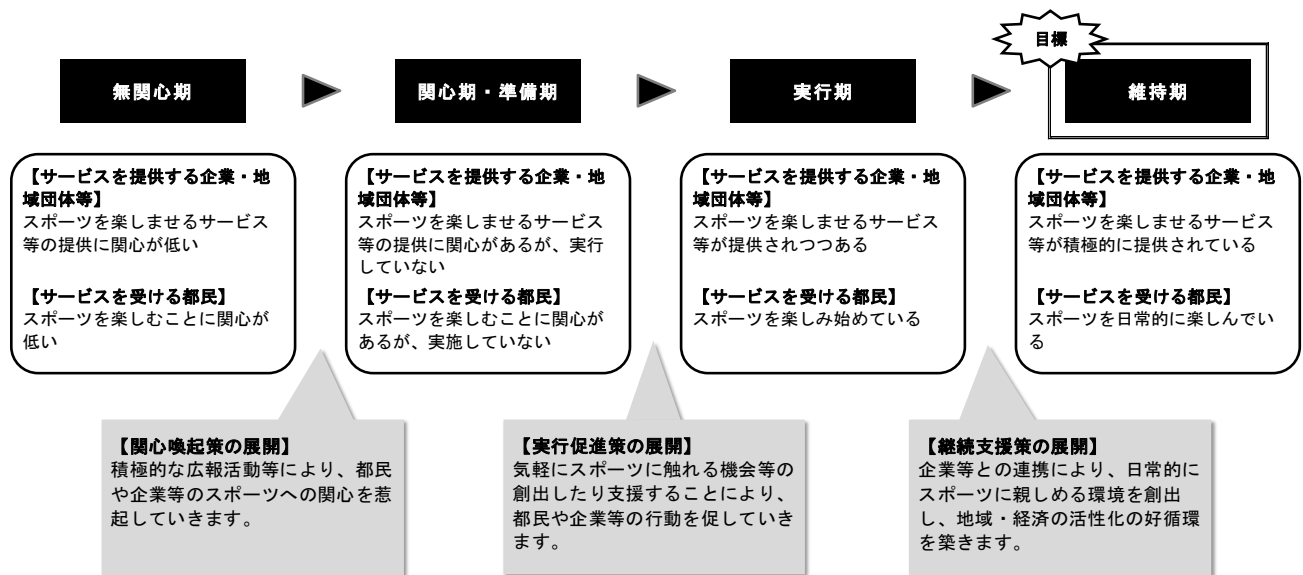 目標
無関心期
関心期・準備期
実行期
維持期
【サービスを提供する企業・地
域団体等】
スポーツを楽しませるサービス
等の提供に関心が低い
【サービスを受ける都民】
スポーツを楽しむことに関心が
低い
【サービスを提供する企業・地
域団体等】
スポーツを楽しませるサービス
等の提供に関心があるが、実行
していない
【サービスを受ける都民】
スポーツを楽しむことに関心が
あるが、実施していない
【サービスを提供する企業・地
域団体等】
スポーツを楽しませるサービス
等が提供されつつある
【サービスを受ける都民】
スポーツを楽しみ始めている
【サービスを提供する企業・地
域団体等】
スポーツを楽しませるサービス
等が積極的に提供されている
【サービスを受ける都民】
スポーツを日常的に楽しんでい
る
【関心喚起策の展開】
積極的な広報活動等により、都民
や企業等のスポーツへの関心を惹
起していきます。
【実行促進策の展開】
気軽にスポーツに触れる機会等の
創出したり支援することにより、
都民や企業等の行動を促していき
ます。
【継続支援策の展開】
企業等との連携により、日常的に
スポーツに親しめる環境を創出
し、地域・経済の活性化の好循環
を築きます。